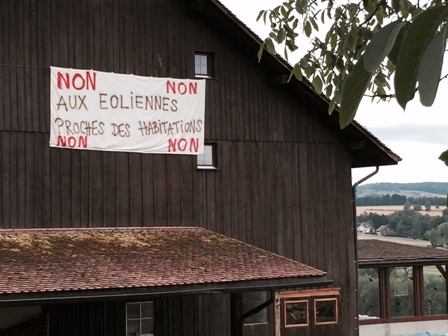 NON NON
AUX EOLIENNES
PROCHES DES HABITATIONS
NON NON